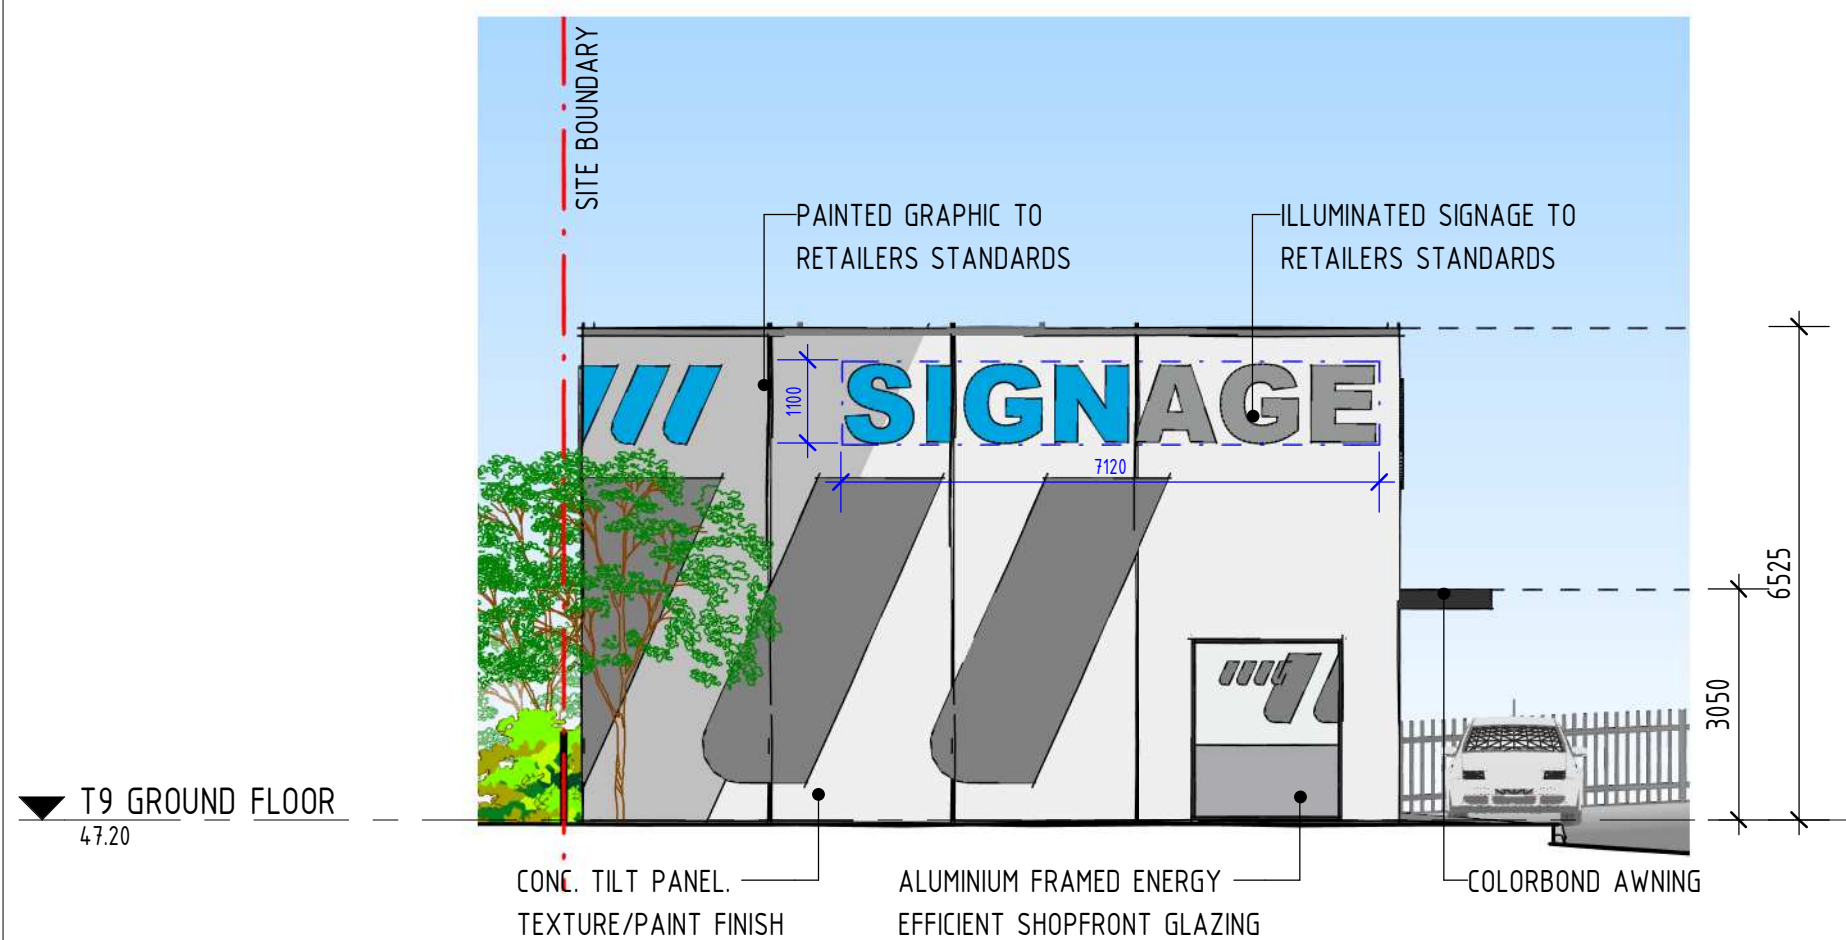 SITE BOUNDARY
PAINTED GRAPHIC TO
RETAILERS STANDARDS
ILLUMINATED SIGNAGE TO
RETAILERS STANDARDS
1100
SIGNAGE
7120
6525
3050
T9 GROUND FLOOR
47.20
CONC. TILT PANEL.
TEXTURE/PAINT FINISH
ALUMINIUM FRAMED ENERGY
EFFICIENT SHOPFRONT GLAZING
COLORBOND AWNING